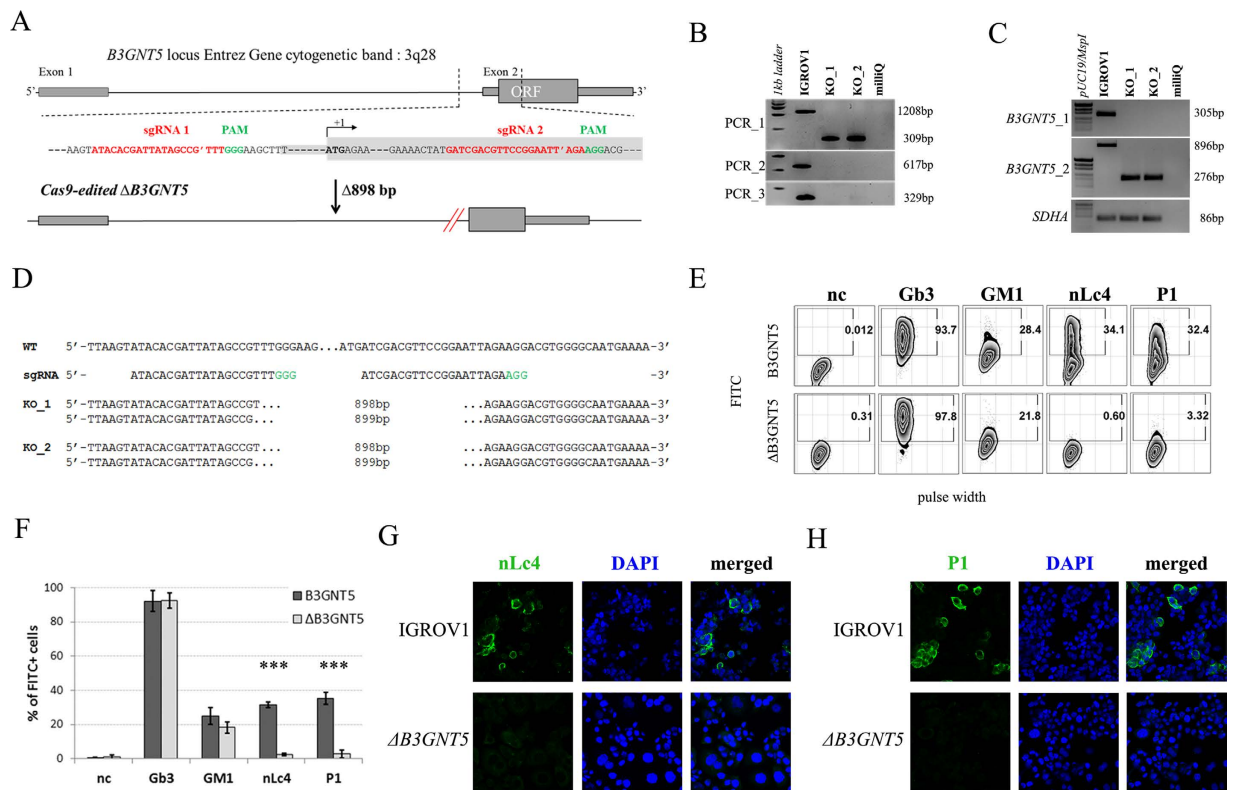 A
B3GNT5 locus Entrez Gene cytogenetic band : 3q28
Exon 1
Exon 2
5'
ORF
3'
+1
sgRNA 1
PAM
sgRNA 2
PAM
----AAGTATACACGATTATAGCCG'TTTGGGAAGCTTT-----------ATGAGAA---GAAAACTATGATCGACGTTCCGGAATT'AGAAGGACG----
Cas9-edited ΔB3GNT5
Δ898 bp
B
1kb ladder
IGROV1
KO_1
KO_2
milliQ
PCR_1
1208bp
309bp
PCR_2
617bp
PCR_3
329bp
C
pUC19/MspI
IGROV1
KO_1
KO_2
milliQ
B3GNT5_1
305bp
896bp
B3GNT5_2
276bp
SDHA
86bp
D
WT 5'-TTAAGTATACACGATTATAGCCGTTTGGGAAG...ATGATCGACGTTCCGGAATTAGAAGGACGTGGGGCAATGAAAA-3'
sgRNA 5'- ATACACGATTATAGCCGTTTGGG ATCGACGTTCCGGAATTAGAAGG -3'
KO_1 5'-TTAAGTATACACGATTATAGCCGT... 898bp ...AGAAGGACGTGGGGCAATGAAAA-3'
5'-TTAAGTATACACGATTATAGCCG... 899bp ...AGAAGGACGTGGGGCAATGAAAA-3'
KO_2 5'-TTAAGTATACACGATTATAGCCGT... 898bp ...AGAAGGACGTGGGGCAATGAAAA-3'
5'-TTAAGTATACACGATTATAGCCG... 899bp ...AGAAGGACGTGGGGCAATGAAAA-3'
E
nc Gb3 GM1 nLc4 P1
B3GNT5
0.012 93.7 28.4 34.1 32.4
FITC
ΔB3GNT5
0.31 97.8 21.8 0.60 3.32
pulse width
F
% of FITC+ cells
100
80
60
40
20
0
B3GNT5
ΔB3GNT5
*** ***
nc Gb3 GM1 nLc4 P1
G
nLc4 DAPI merged
IGROV1
ΔB3GNT5
H
P1 DAPI merged
IGROV1
ΔB3GNT5